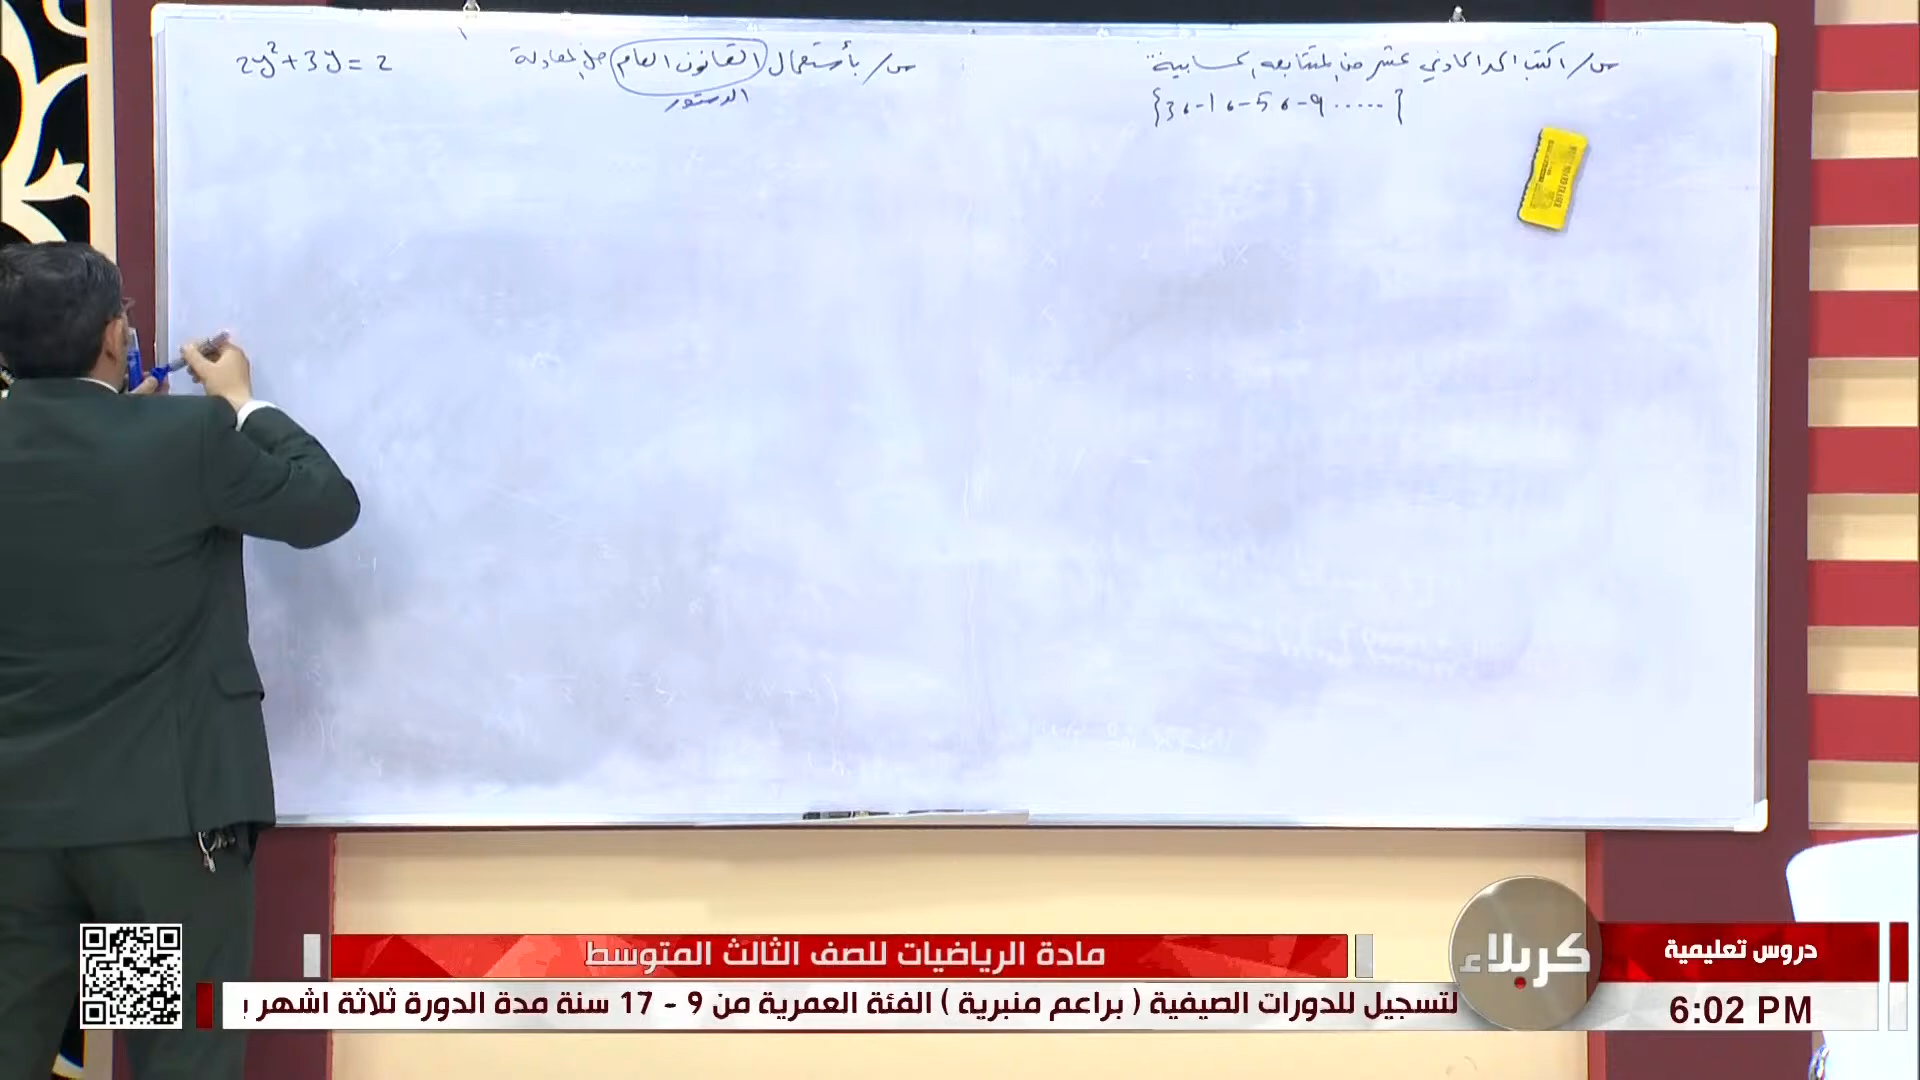 س/ اكتب الحد الحادي عشر من المتتابعة الحسابية
{3، -1، -5، -9 ......}
س/ بأستعمال القانون العام حل المعادلة 2y²+3y=2
الدستور
مادة الرياضيات للصف الثالث المتوسط
دروس تعليمية
كربلاء
لتسجيل للدورات الصيفية ( براعم منبرية ) الفئة العمرية من 9 - 17 سنة مدة الدورة ثلاثة اشهر
6:02 PM